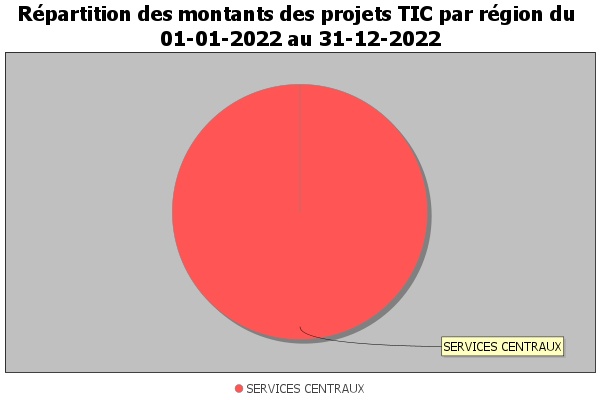 Répartition des montants des projets TIC par région du
01-01-2022 au 31-12-2022
SERVICES CENTRAUX
SERVICES CENTRAUX